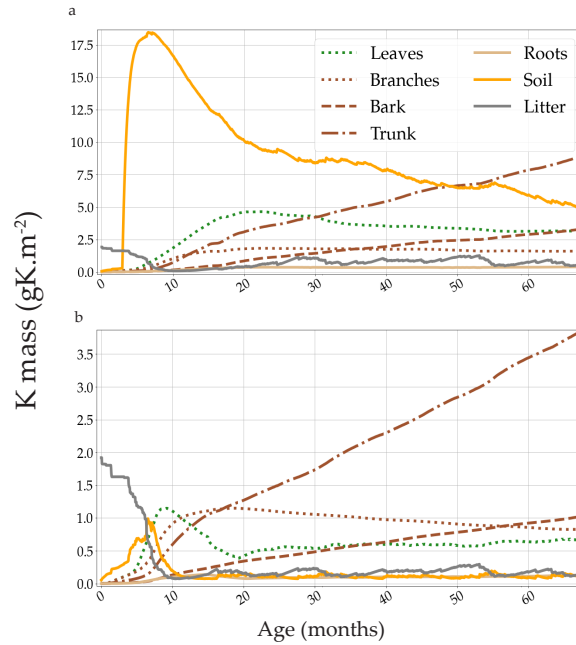 a
17.5
15.0
12.5
10.0
7.5
5.0
2.5
0.0
Leaves
Branches
Bark
Trunk
Roots
Soil
Litter
0 10 20 30 40 50 60
K mass (gK.m⁻²)
b
3.5
3.0
2.5
2.0
1.5
1.0
0.5
0.0
0 10 20 30 40 50 60
Age (months)